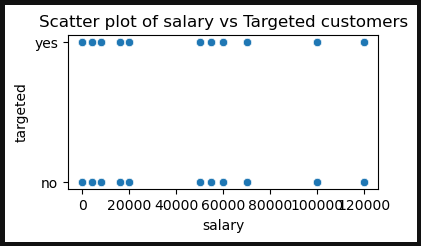 Scatter plot of salary vs Targeted customers
yes
targeted
no
0 20000 40000 60000 80000 100000 120000
salary